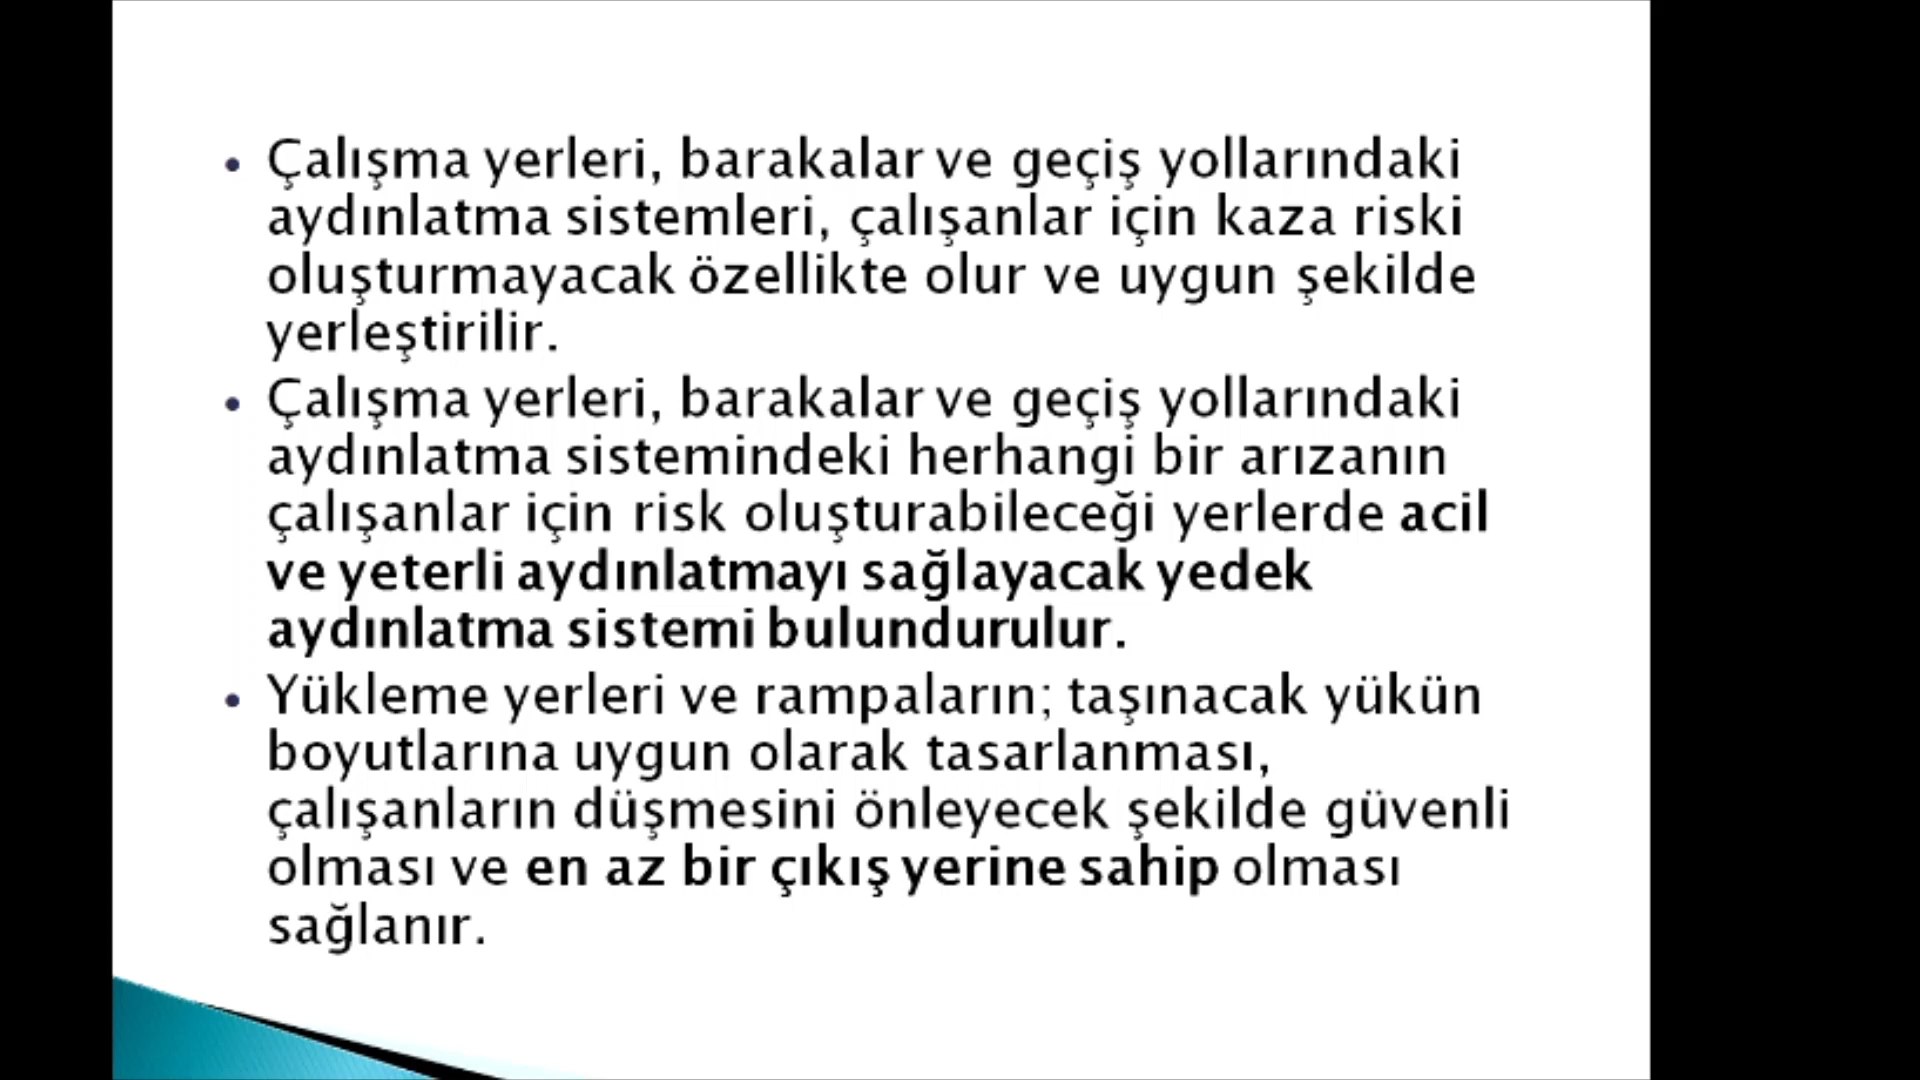 • Çalışma yerleri, barakalar ve geçiş yollarındaki
aydınlatma sistemleri, çalışanlar için kaza riski
oluşturmayacak özellikte olur ve uygun şekilde
yerleştirilir.
• Çalışma yerleri, barakalar ve geçiş yollarındaki
aydınlatma sistemindeki herhangi bir arızanın
çalışanlar için risk oluşturabileceği yerlerde acil
ve yeterli aydınlatmayı sağlayacak yedek
aydınlatma sistemi bulundurulur.
• Yükleme yerleri ve rampaların; taşınacak yükün
boyutlarına uygun olarak tasarlanması,
çalışanların düşmesini önleyecek şekilde güvenli
olması ve en az bir çıkış yerine sahip olması
sağlanır.